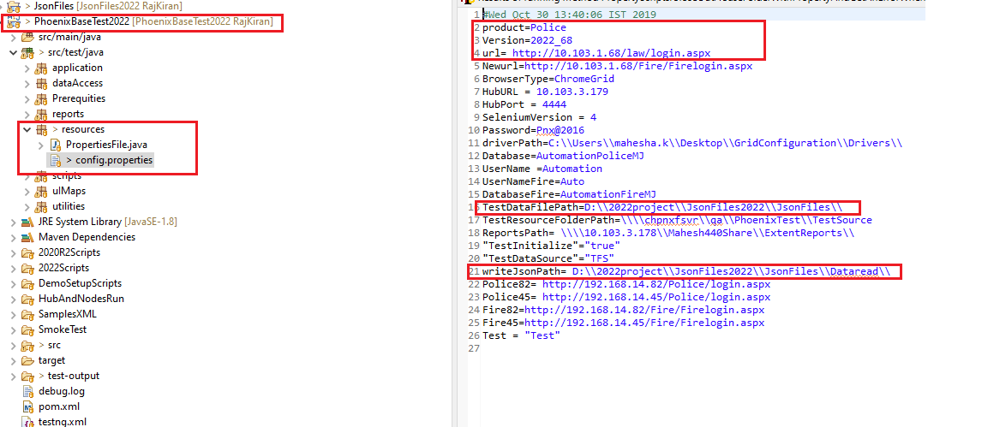 > JsonFiles [JsonFiles2022 RajKiran]
> PhoenixBaseTest2022 [PhoenixBaseTest2022 RajKiran]
src/main/java
> src/test/java
application
dataAccess
Prerequities
reports
> resources
PropertiesFile.java
> config.properties
scripts
uiMaps
utilities
JRE System Library [JavaSE-1.8]
Maven Dependencies
2020R2Scripts
2022Scripts
DemoSetupScripts
HubAndNodesRun
SamplesXML
SmokeTest
> src
target
> test-output
debug.log
pom.xml
testng.xml
1 #Wed Oct 30 13:40:06 IST 2019
2 product=Police
3 Version=2022_68
4 url= http://10.103.1.68/law/login.aspx
5 Newurl=http://10.103.1.68/Fire/Firelogin.aspx
6 BrowserType=ChromeGrid
7 HubURL = 10.103.3.179
8 HubPort = 4444
9 SeleniumVersion = 4
10 Password=Pnx@2016
11 driverPath=C:\\Users\\mahesha.k\\Desktop\\GridConfiguration\\Drivers\\
12 Database=AutomationPoliceMJ
13 UserName =Automation
14 UserNameFire=Auto
15 DatabaseFire=AutomationFireMJ
16 TestDataFilePath=D:\\2022project\\JsonFiles2022\\JsonFiles\\
17 TestResourceFolderPath=\\\\chpnxfsvr\\qa\\PhoenixTest\\TestSource
18 ReportsPath= \\\\10.103.3.178\\Mahesh440Share\\ExtentReports\\
19 "TestInitialize"="true"
20 "TestDataSource"="TFS"
21 writeJsonPath= D:\\2022project\\JsonFiles2022\\JsonFiles\\Dataread\\
22 Police82= http://192.168.14.82/Police/login.aspx
23 Police45= http://192.168.14.45/Police/login.aspx
24 Fire82=http://192.168.14.82/Fire/Firelogin.aspx
25 Fire45=http://192.168.14.45/Fire/Firelogin.aspx
26 Test = "Test"
27